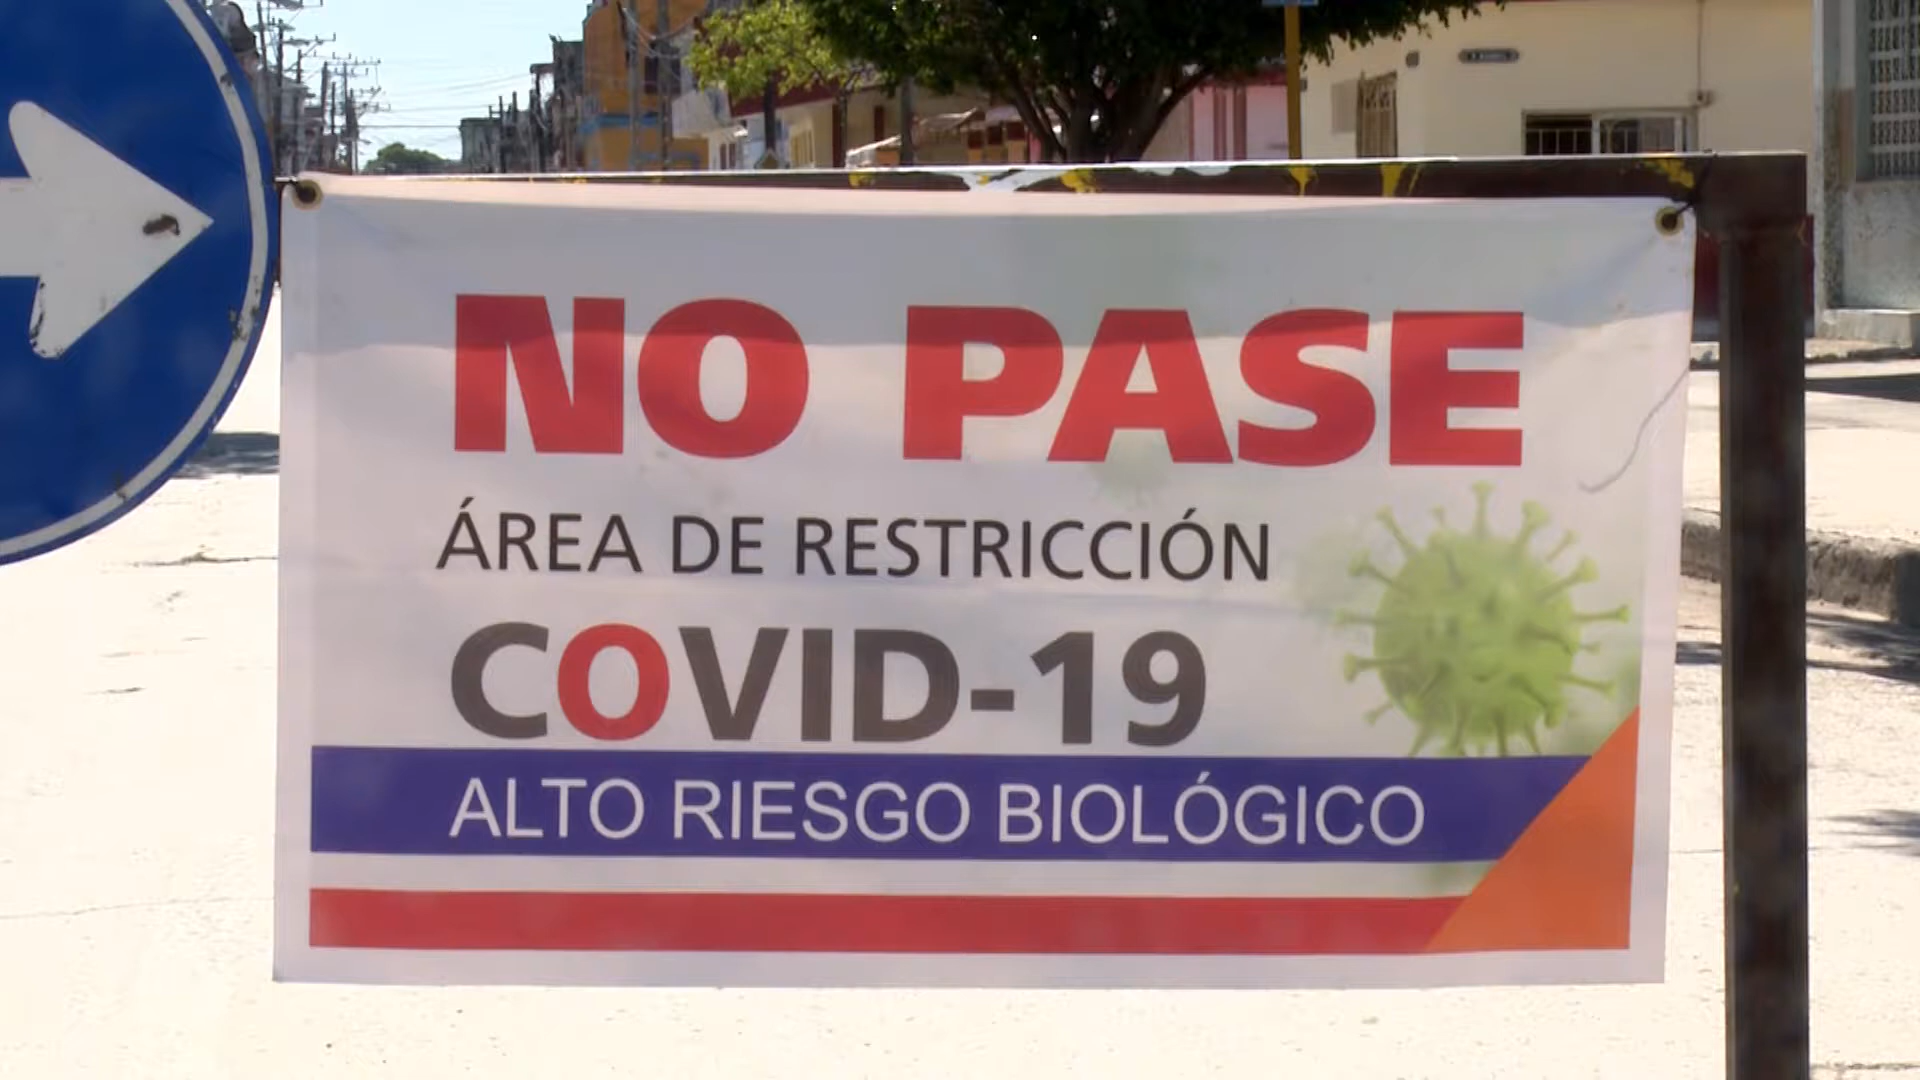 NO PASE
ÁREA DE RESTRICCIÓN
COVID-19
ALTO RIESGO BIOLÓGICO